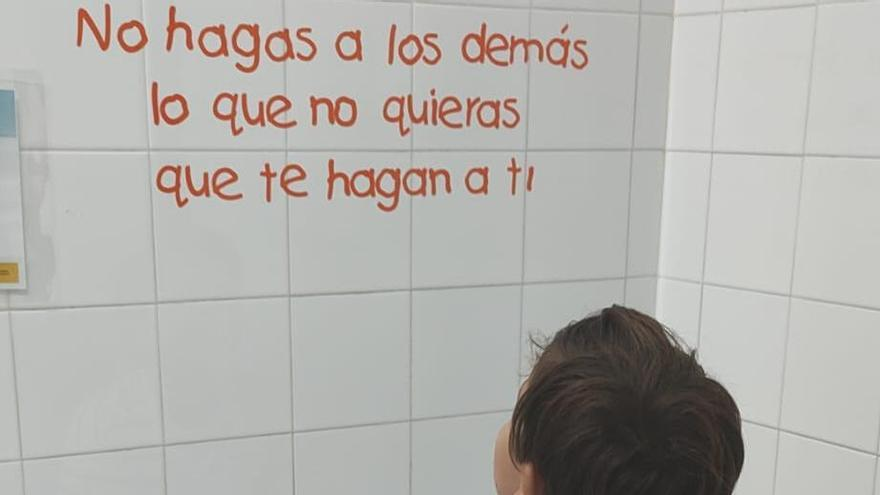 No hagas a los demás
lo que no quieras
que te hagan a ti